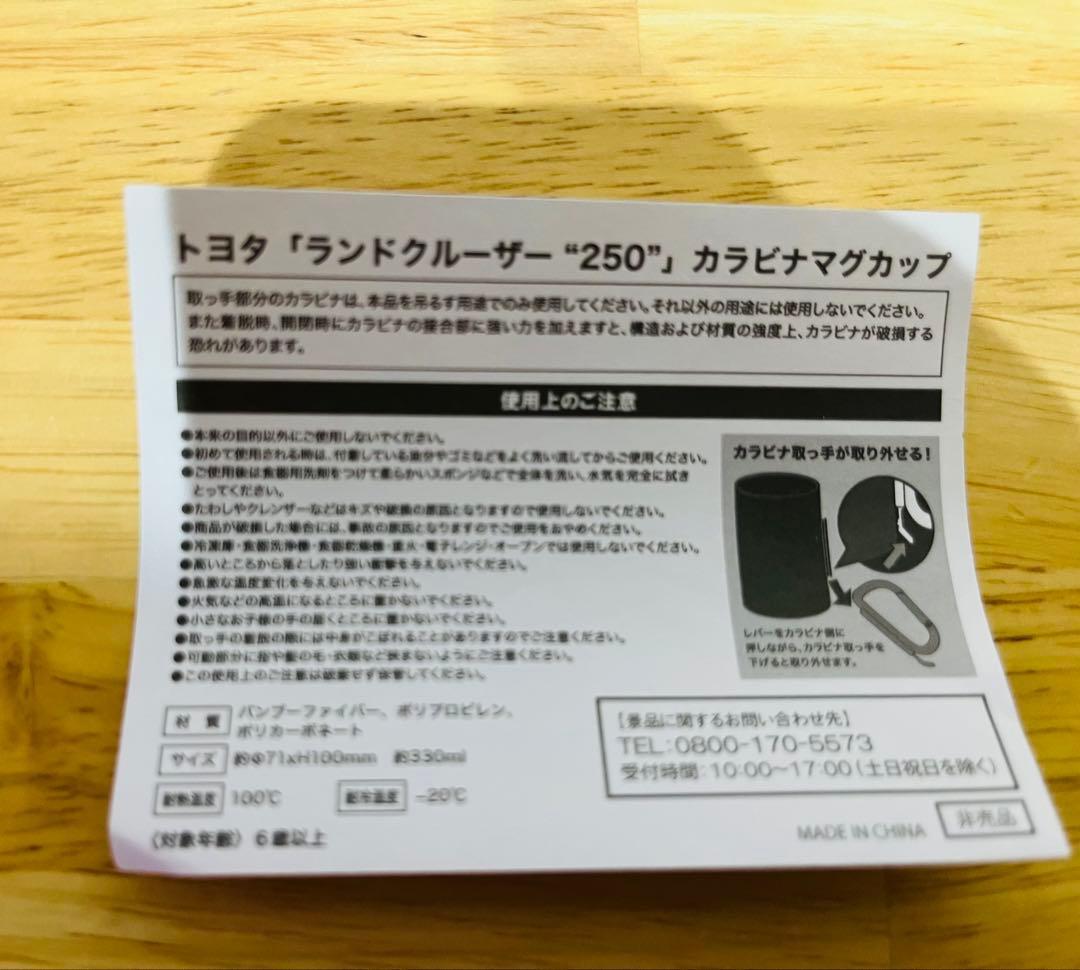 トヨタ「ランドクルーザー“250”」カラビナマグカップ
取っ手部分のカラビナは、本品を吊るす用途でのみ使用してください。それ以外の用途には使用しないでください。
また着脱時、開閉時にカラビナの接合部に強い力を加えますと、構造および材質の強度上、カラビナが破損する
恐れがあります。
使用上のご注意
●本来の目的以外にご使用しないでください。
●初めて使用される時は、付着している油分やゴミなどをよく洗い流してからご使用ください。
●ご使用後は食器用洗剤をつけて柔らかいスポンジなどで全体を洗い、水気を完全に拭き
とってください。
●たわしやクレンザーなどはキズや破損の原因となりますので使用しないでください。
●商品が破損した場合には、事故の原因となりますのでご使用をおやめください。
●冷凍庫・食器洗浄機・食器乾燥機・直火・電子レンジ・オーブンでは使用しないでください。
●高いところから落としたり強い衝撃を与えないでください。
●急激な温度変化を与えないでください。
●火気などの高温になるところに置かないでください。
●小さなお子様の手の届くところに置かないでください。
●取っ手の着脱の際には中身がこぼれることがありますのでご注意ください。
●可動部分に指や髪の毛・衣類など挟まないようにご注意ください。
●この使用上のご注意は破棄せず保管してください。
カラビナ取っ手が取り外せる!
レバーをカラビナ側に
押しながら、カラビナ取っ手を
下げると取り外せます。
材 質 バンブーファイバー、ポリプロピレン、
ポリカーボネート
サイズ 約Φ71xH100mm 約330ml
耐熱温度 100℃ 耐冷温度 -20℃
〈対象年齢〉6歳以上
【景品に関するお問い合わせ先】
TEL:0800-170-5573
受付時間:10:00~17:00(土日祝日を除く)
MADE IN CHINA 非売品